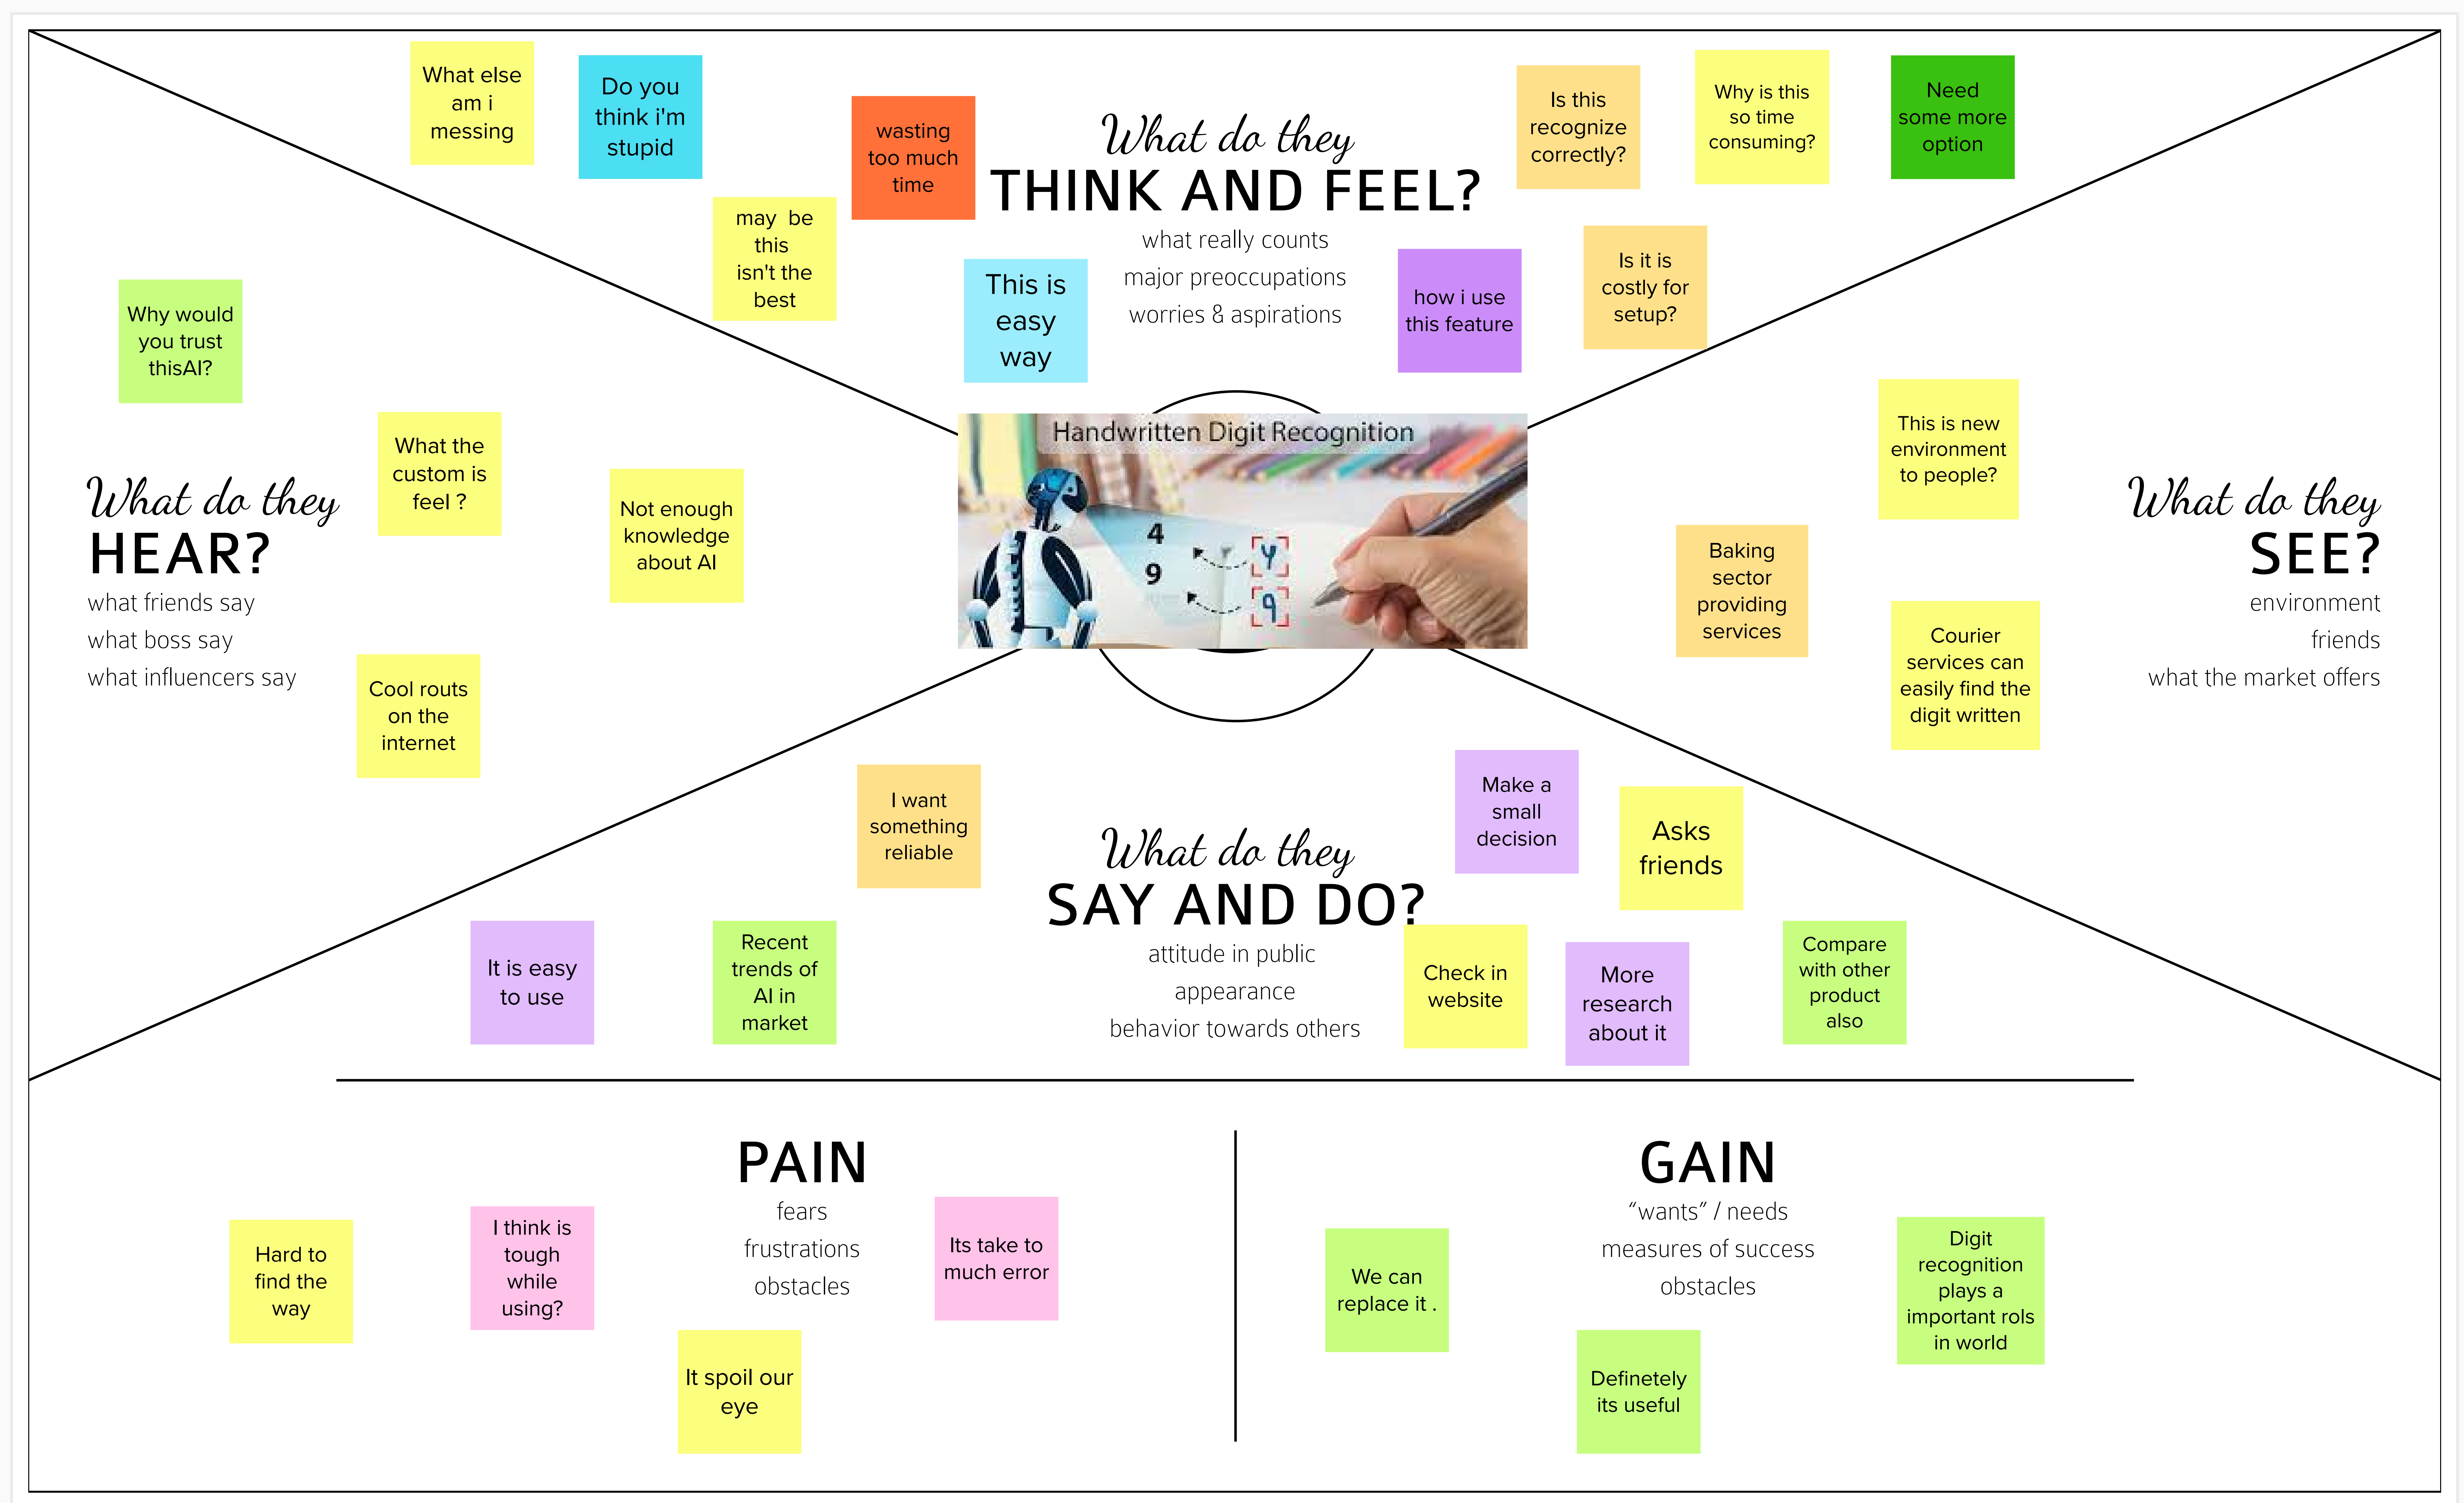 What else
am i
messing
Do you
think i'm
stupid
wasting
too much
time
may be
this
isn't the
best
This is
easy
way
What do they
THINK AND FEEL?
what really counts
major preoccupations
worries & aspirations
Is this
recognize
correctly?
Why is this
so time
consuming?
Need
some more
option
how i use
this feature
Is it is
costly for
setup?
Why would
you trust
thisAI?
What the
custom is
feel ?
Not enough
knowledge
about AI
What do they
HEAR?
what friends say
what boss say
what influencers say
Cool routs
on the
internet
Handwritten Digit Recognition
4
9
4
9
This is new
environment
to people?
Baking
sector
providing
services
Courier
services can
easily find the
digit written
What do they
SEE?
environment
friends
what the market offers
I want
something
reliable
It is easy
to use
Recent
trends of
AI in
market
What do they
SAY AND DO?
attitude in public
appearance
behavior towards others
Make a
small
decision
Asks
friends
Check in
website
More
research
about it
Compare
with other
product
also
PAIN
fears
frustrations
obstacles
Hard to
find the
way
I think is
tough
while
using?
Its take to
much error
It spoil our
eye
GAIN
“wants” / needs
measures of success
obstacles
We can
replace it .
Definetely
its useful
Digit
recognition
plays a
important rols
in world